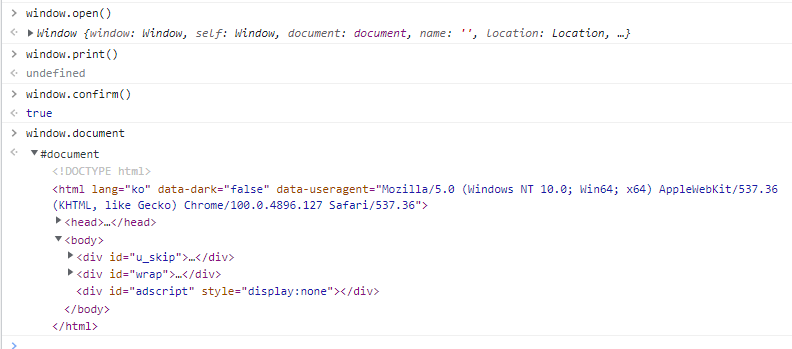 window.open()
Window {window: Window, self: Window, document: document, name: '', location: Location, …}
window.print()
undefined
window.confirm()
true
window.document
#document
<!DOCTYPE html>
<html lang="ko" data-dark="false" data-useragent="Mozilla/5.0 (Windows NT 10.0; Win64; x64) AppleWebKit/537.36
(KHTML, like Gecko) Chrome/100.0.4896.127 Safari/537.36">
<head>…</head>
<body>
<div id="u_skip">…</div>
<div id="wrap">…</div>
<div id="adscript" style="display:none"></div>
</body>
</html>